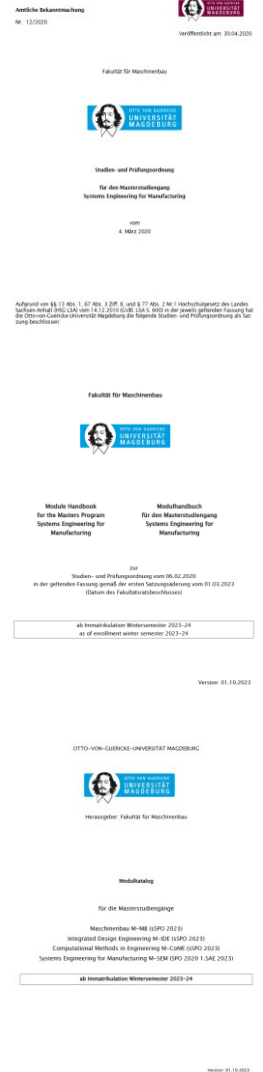 Amtliche Bekanntmachung
Nr. 12/2020
OTTO VON GUERICKE
UNIVERSITÄT
MAGDEBURG
Veröffentlicht am: 30.04.2020
Fakultät für Maschinenbau
OTTO VON GUERICKE
UNIVERSITÄT
MAGDEBURG
Studien- und Prüfungsordnung
für den Masterstudiengang
Systems Engineering for Manufacturing
vom
4. März 2020
Aufgrund von §§ 13 Abs. 1, 67 Abs. 3 Ziff. 8. und § 77 Abs. 2 Nr.1 Hochschulgesetz des Landes
Sachsen-Anhalt (HSG LSA) vom 14.12.2010 (GVBl. LSA S. 600) in der jeweils geltenden Fassung hat
die Otto-von-Guericke-Universität Magdeburg die folgende Studien- und Prüfungsordnung als Sat-
zung beschlossen:
Fakultät für Maschinenbau
OTTO VON GUERICKE
UNIVERSITÄT
MAGDEBURG
Module Handbook
for the Masters Program
Systems Engineering for
Manufacturing
Modulhandbuch
für den Masterstudiengang
Systems Engineering for
Manufacturing
zur
Studien- und Prüfungsordnung vom 06.02.2020
in der geltenden Fassung gemäß der ersten Satzungsäderung vom 01.03.2023
(Datum des Fakultätsratsbeschlusses)
ab Immatrikulation Wintersemester 2023-24
as of enrollment winter semester 2023-24
Version: 01.10.2023
OTTO-VON-GUERICKE-UNIVERSITÄT MAGDEBURG
OTTO VON GUERICKE
UNIVERSITÄT
MAGDEBURG
Herausgeber: Fakultät für Maschinenbau
Modulkatalog
für die Masterstudiengänge
Maschinenbau M-MB (sSPO 2023)
Integrated Design Engineering M-IDE (sSPO 2023)
Computational Methods in Engineering M-CoME (sSPO 2023)
Systems Engineering for Manufacturing M-SEM (SPO 2020 1.SAE 2023)
ab Immatrikulation Wintersemester 2023-24
Version: 01.10.2023